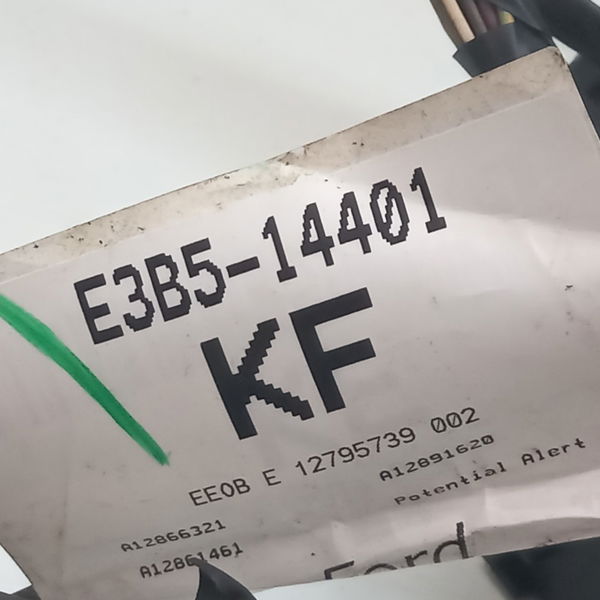 E3B5-14401
KF
EE0B E 12795739 002
A12866321 A12891620
A12861461 Potential Alert
Ford